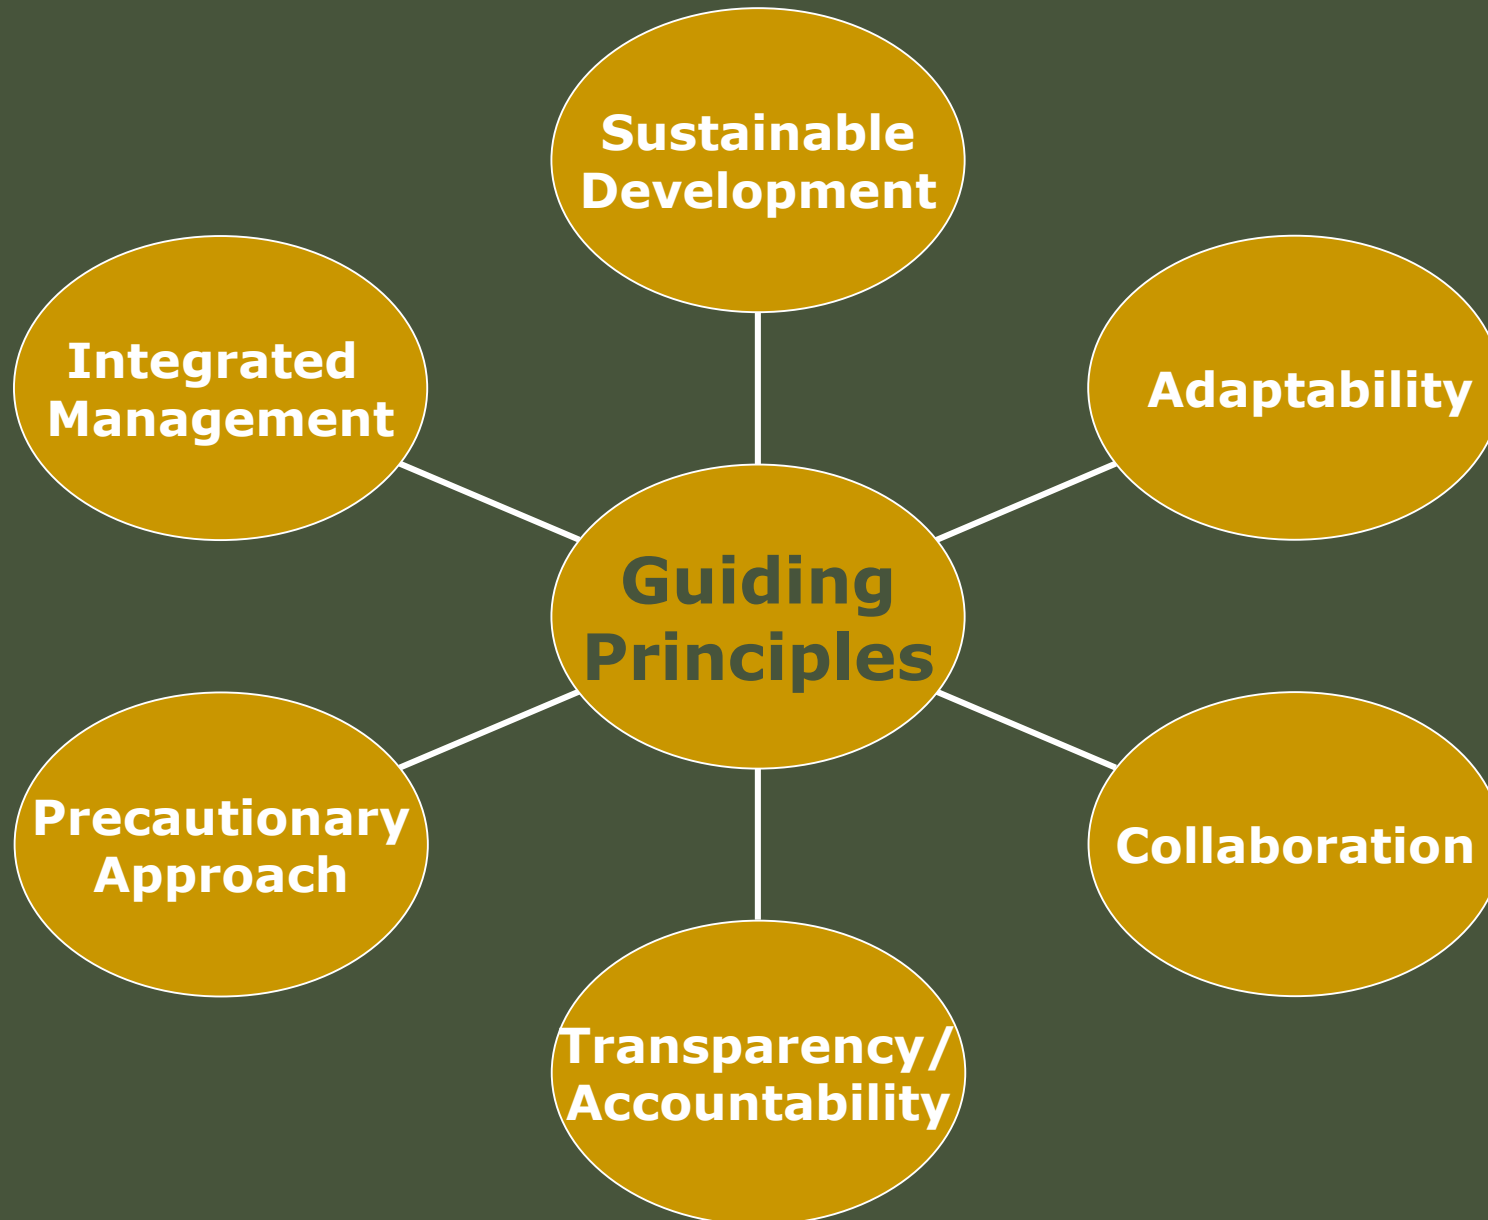 Sustainable
Development
Integrated
Management
Adaptability
Guiding
Principles
Precautionary
Approach
Collaboration
Transparency/
Accountability